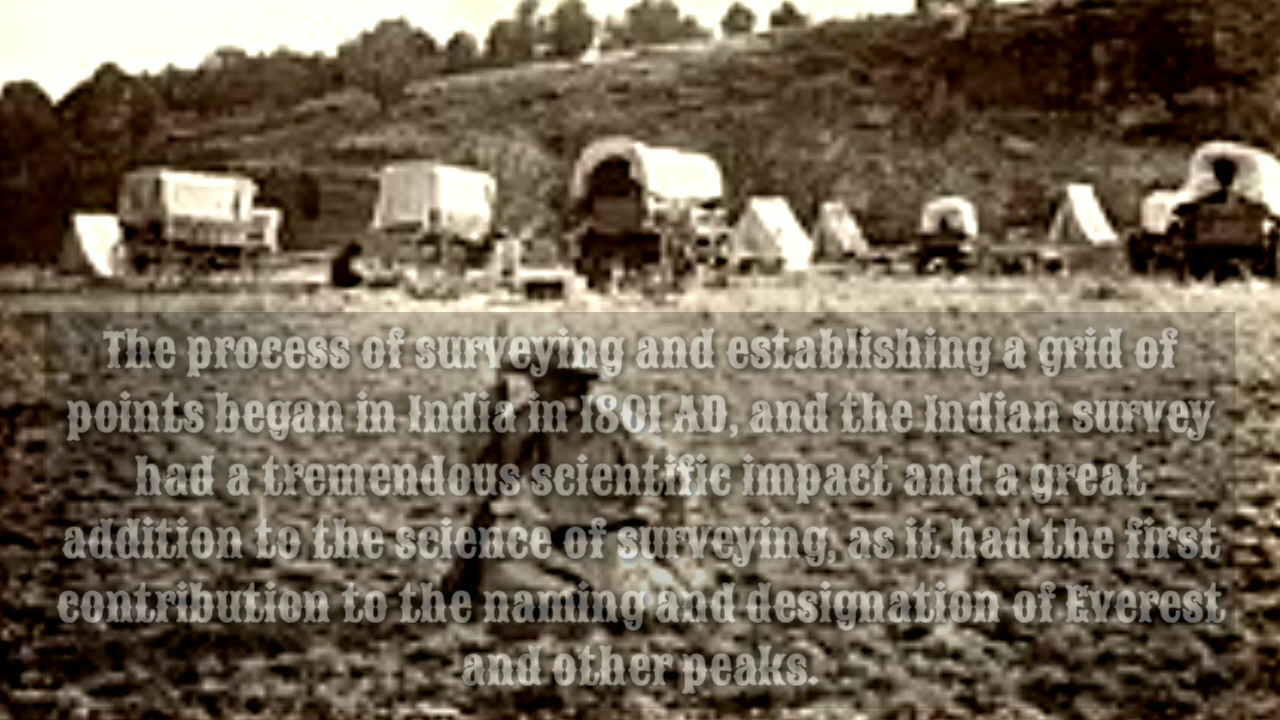 The process of surveying and establishing a grid of
points began in India in 1801 AD, and the Indian survey
had a tremendous scientific impact and a great
addition to the science of surveying, as it had the first
contribution to the naming and designation of Everest
and other peaks.